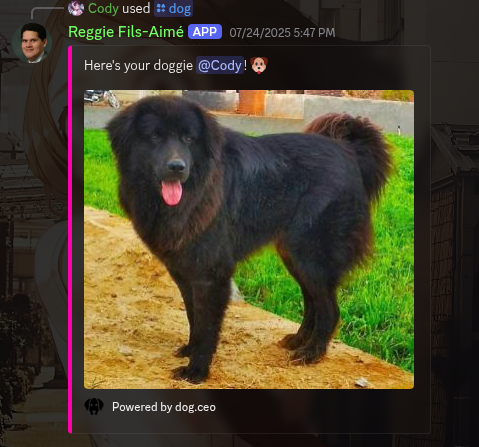 Cody used dog
Reggie Fils-Aimé APP 07/24/2025 5:47 PM
Here's your doggie @Cody!
Powered by dog.ceo